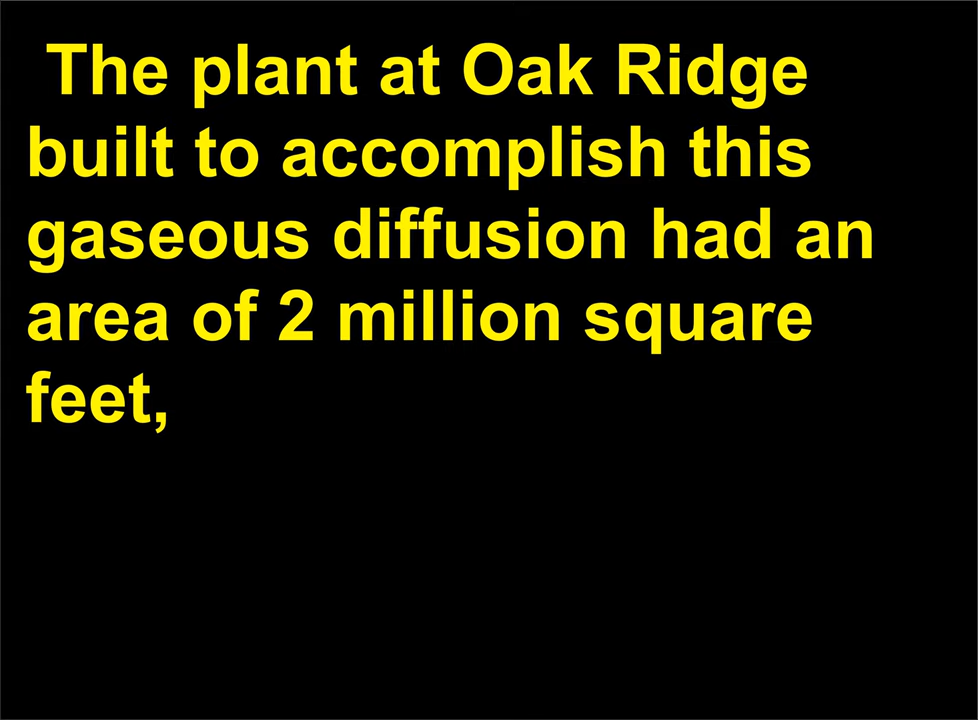 The plant at Oak Ridge
built to accomplish this
gaseous diffusion had an
area of 2 million square
feet,